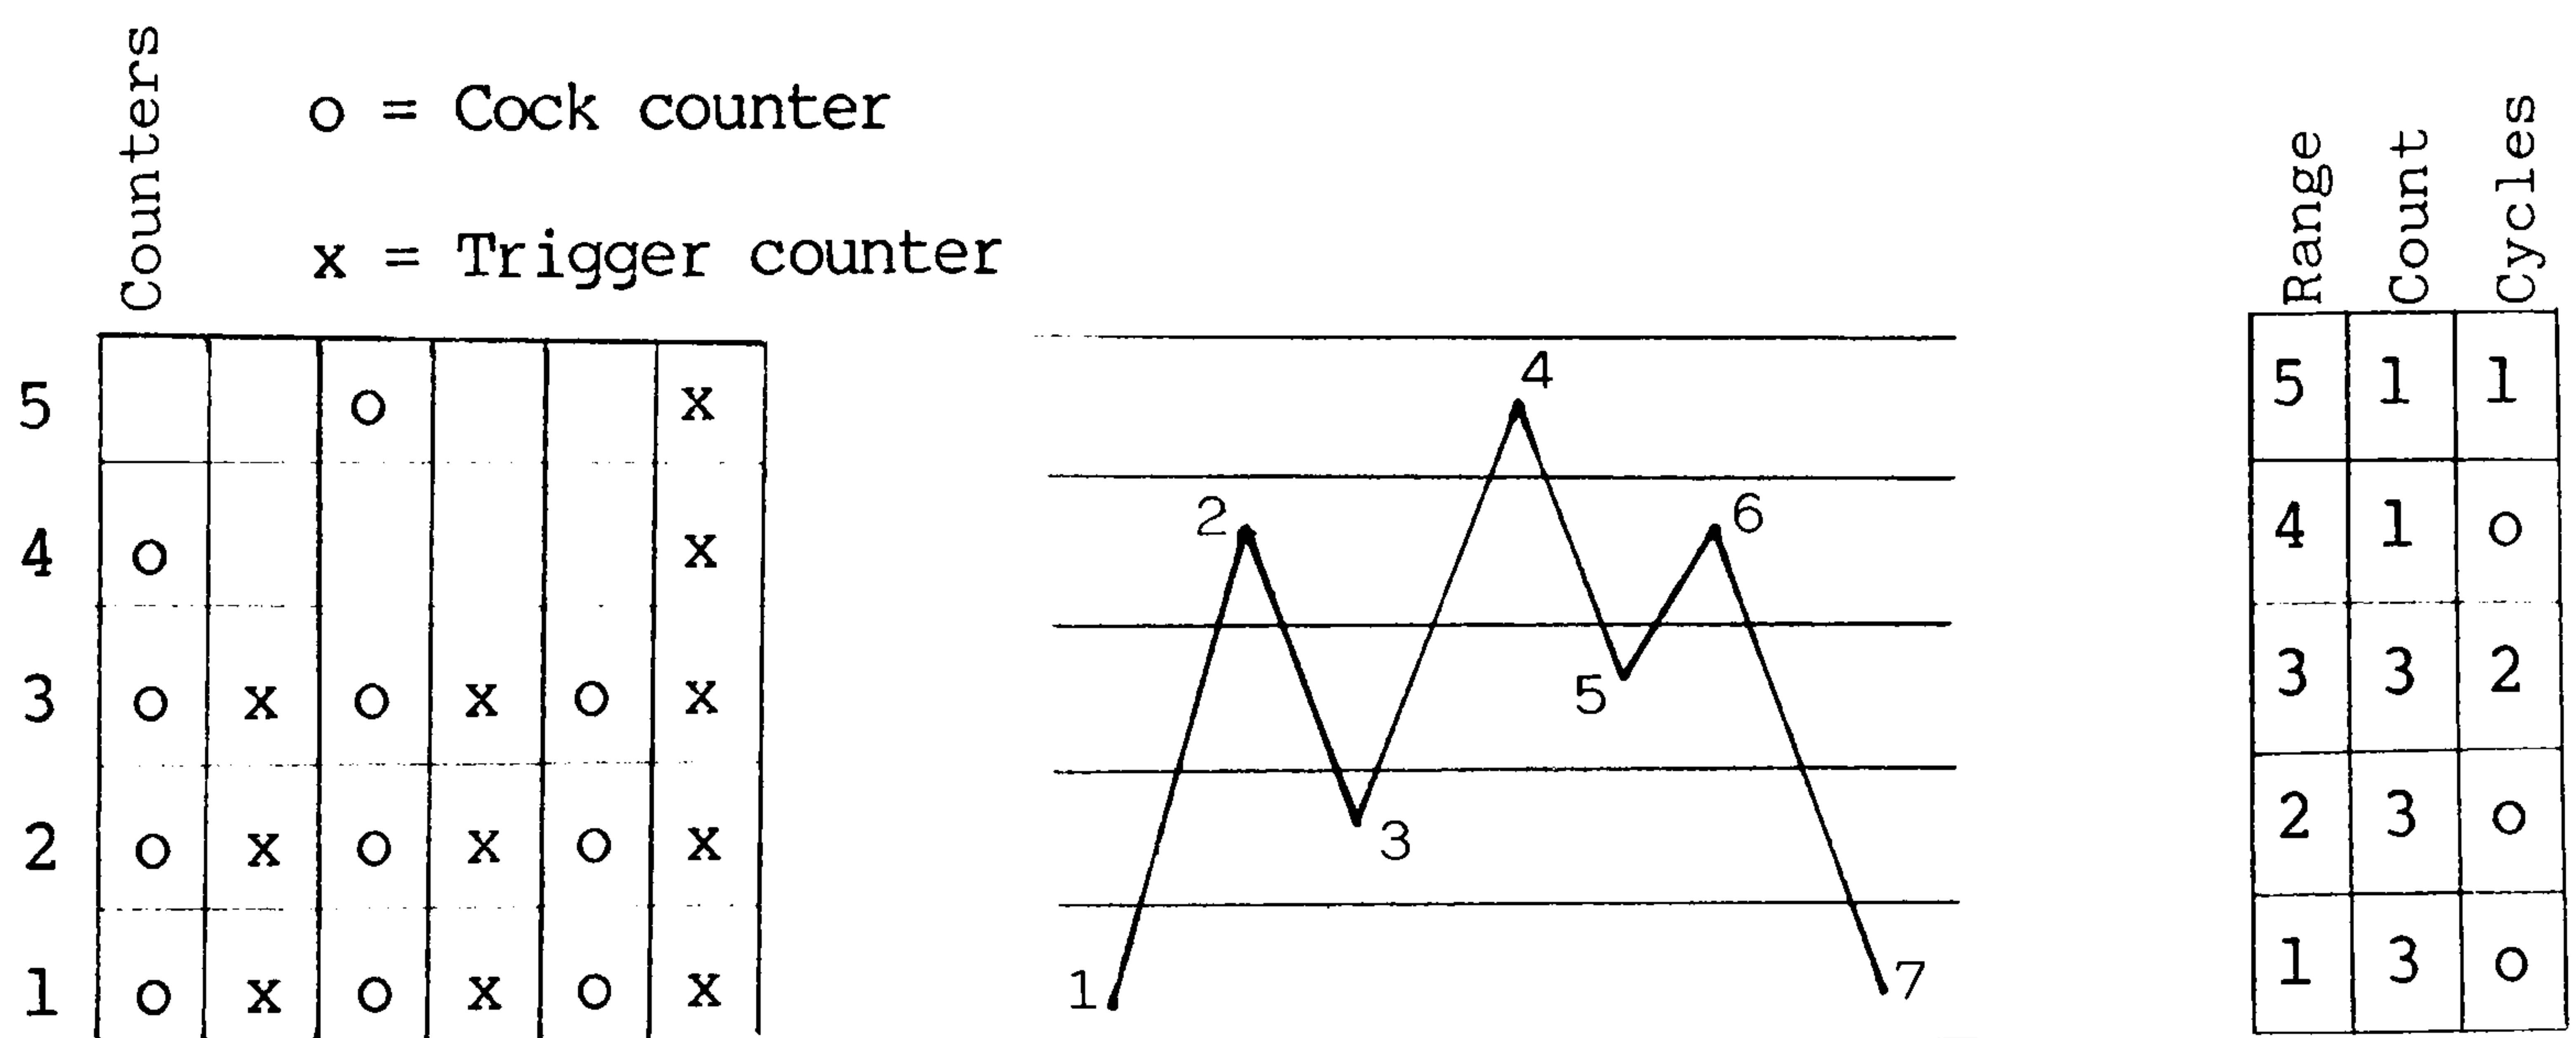 Counters
o = Cock counter
x = Trigger counter
5 o x
4 o x
3 o x o x o x
2 o x o x o x
1 o x o x o x
1
2
3
4
5
6
7
Range Count Cycles
5 1 1
4 1 o
3 3 2
2 3 o
1 3 o